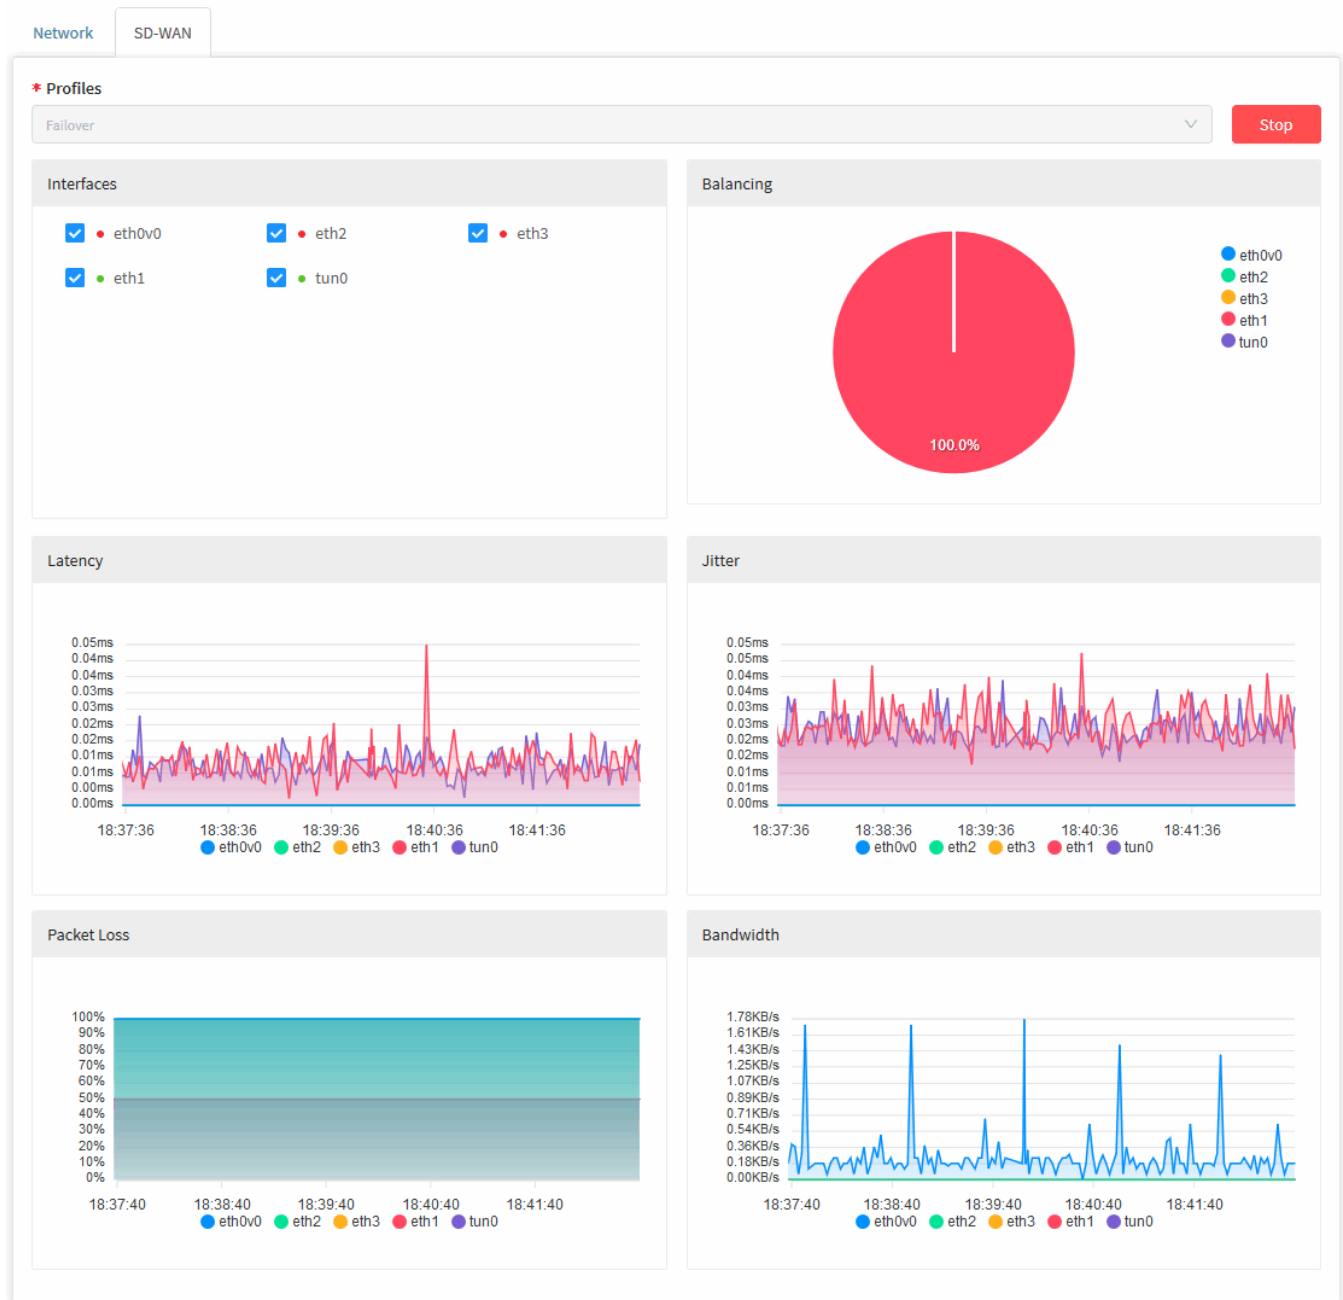 Network SD-WAN
* Profiles
Failover
Stop
Interfaces
eth0v0 eth2 eth3
eth1 tun0
Balancing
100.0%
eth0v0
eth2
eth3
eth1
tun0
Latency
0.05ms
0.04ms
0.04ms
0.03ms
0.03ms
0.02ms
0.02ms
0.01ms
0.01ms
0.00ms
0.00ms
18:37:36 18:38:36 18:39:36 18:40:36 18:41:36
eth0v0 eth2 eth3 eth1 tun0
Jitter
0.05ms
0.05ms
0.04ms
0.04ms
0.03ms
0.03ms
0.02ms
0.02ms
0.01ms
0.01ms
0.00ms
18:37:36 18:38:36 18:39:36 18:40:36 18:41:36
eth0v0 eth2 eth3 eth1 tun0
Packet Loss
100%
90%
80%
70%
60%
50%
40%
30%
20%
10%
0%
18:37:40 18:38:40 18:39:40 18:40:40 18:41:40
eth0v0 eth2 eth3 eth1 tun0
Bandwidth
1.78KB/s
1.61KB/s
1.43KB/s
1.25KB/s
1.07KB/s
0.89KB/s
0.71KB/s
0.54KB/s
0.36KB/s
0.18KB/s
0.00KB/s
18:37:40 18:38:40 18:39:40 18:40:40 18:41:40
eth0v0 eth2 eth3 eth1 tun0